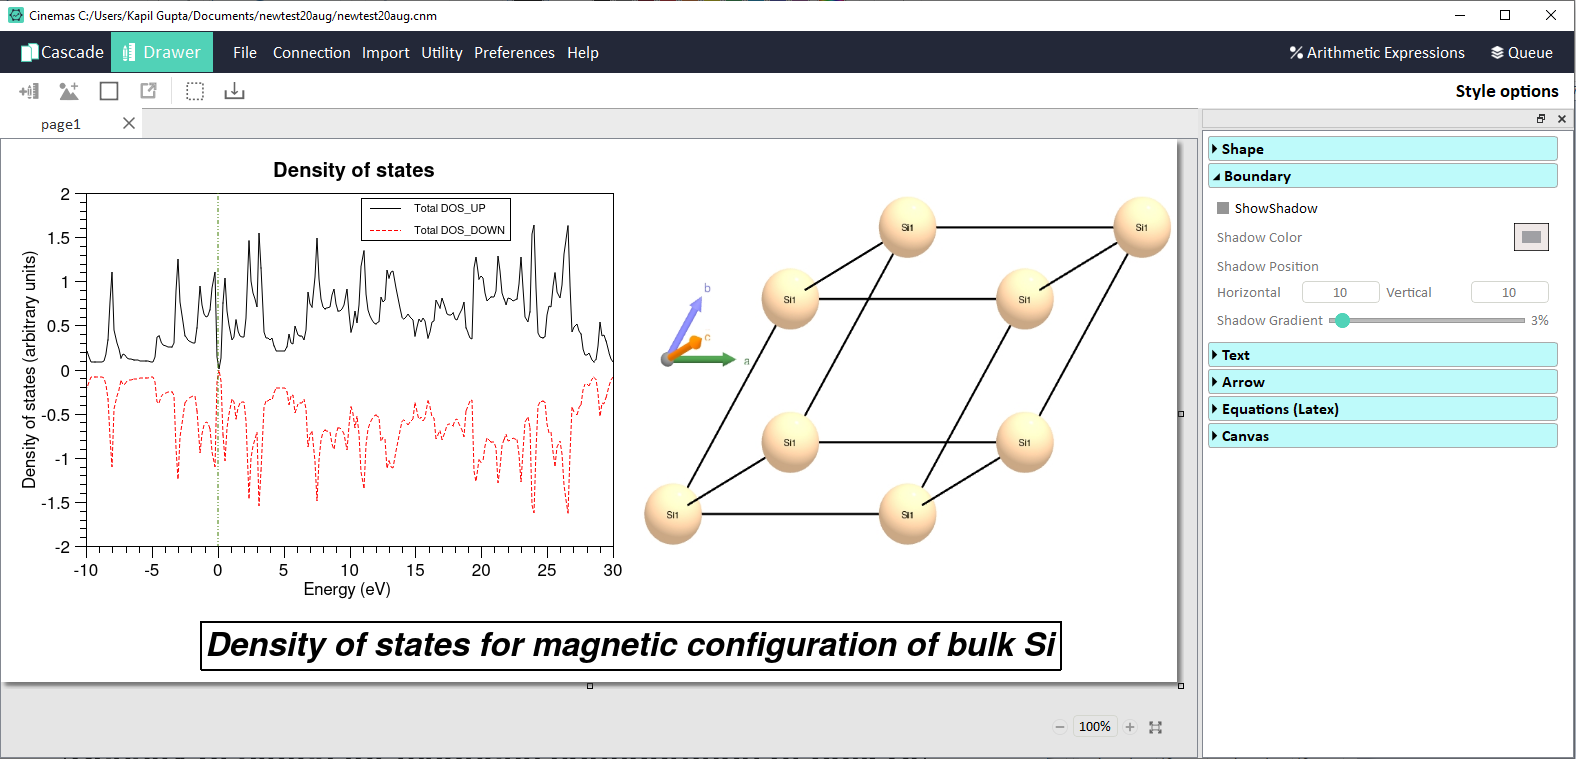 Cinemas C:/Users/Kapil Gupta/Documents/newtest20aug/newtest20aug.cnm
Cascade Drawer File Connection Import Utility Preferences Help Arithmetic Expressions Queue
Style options
page1
Density of states
Total DOS_UP
Total DOS_DOWN
Density of states (arbitrary units)
2
1.5
1
0.5
0
-0.5
-1
-1.5
-2
-10 -5 0 5 10 15 20 25 30
Energy (eV)
b
c
a
Si1
Si1
Si1
Si1
Si1
Si1
Si1
Si1
Density of states for magnetic configuration of bulk Si
100%
Shape
Boundary
ShowShadow
Shadow Color
Shadow Position
Horizontal 10 Vertical 10
Shadow Gradient 3%
Text
Arrow
Equations (Latex)
Canvas